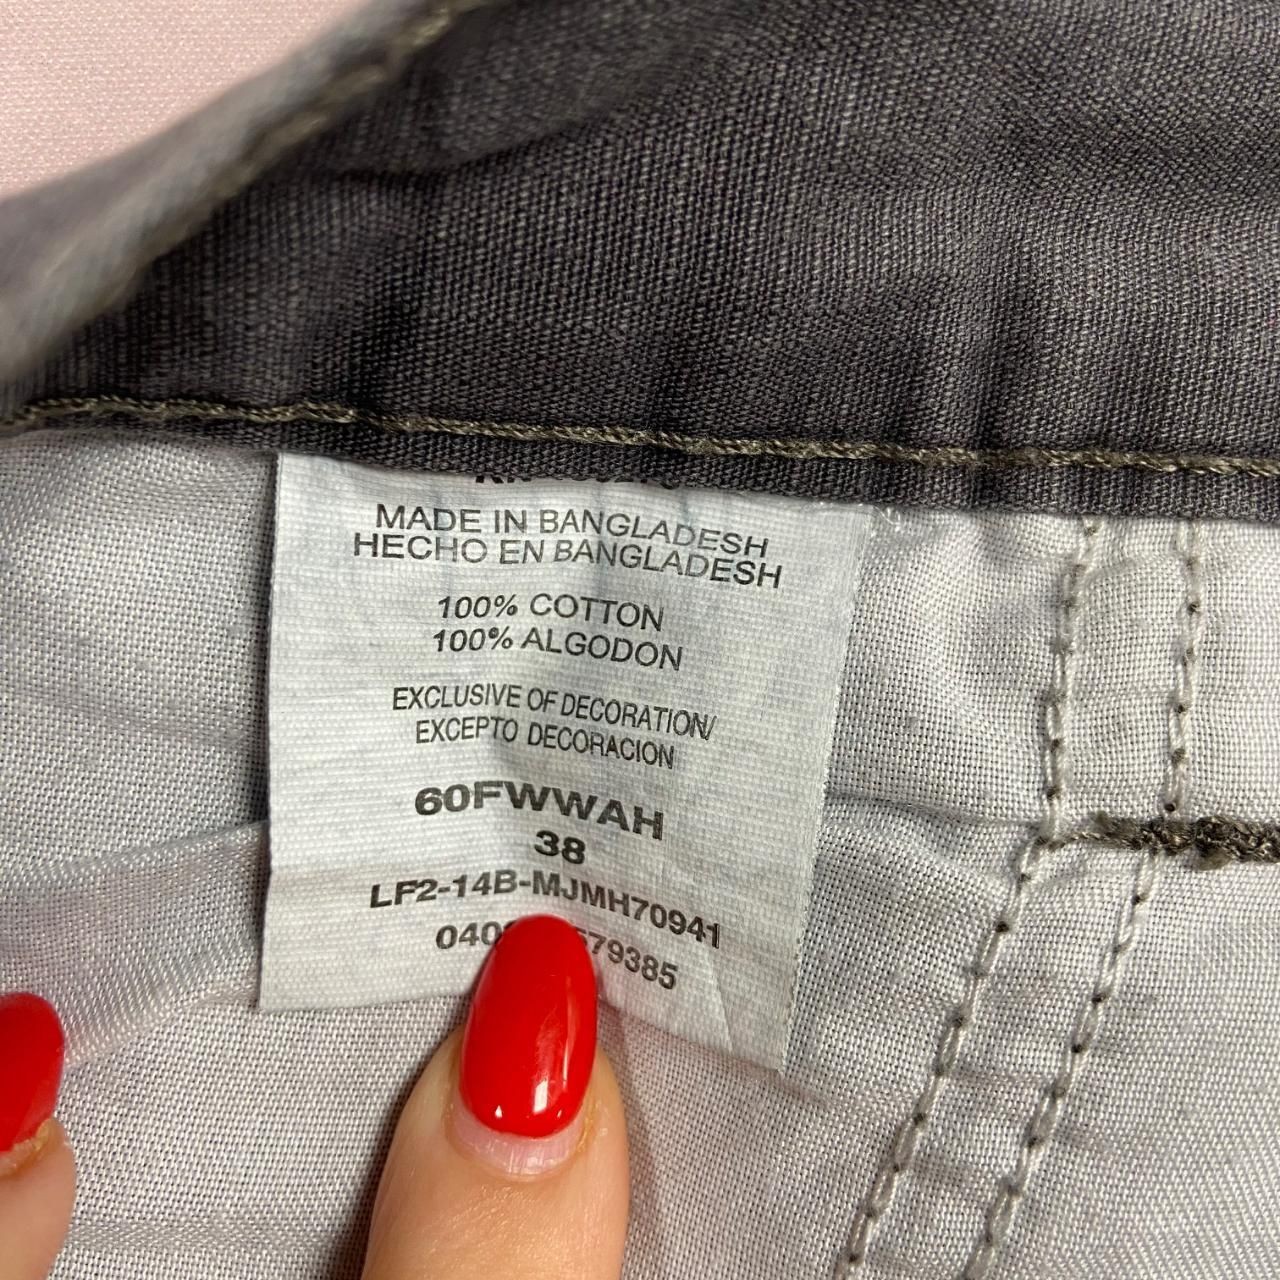 MADE IN BANGLADESH
HECHO EN BANGLADESH
100% COTTON
100% ALGODON
EXCLUSIVE OF DECORATION/
EXCEPTO DECORACION
60FWWAH
38
LF2-14B-MJMH70941